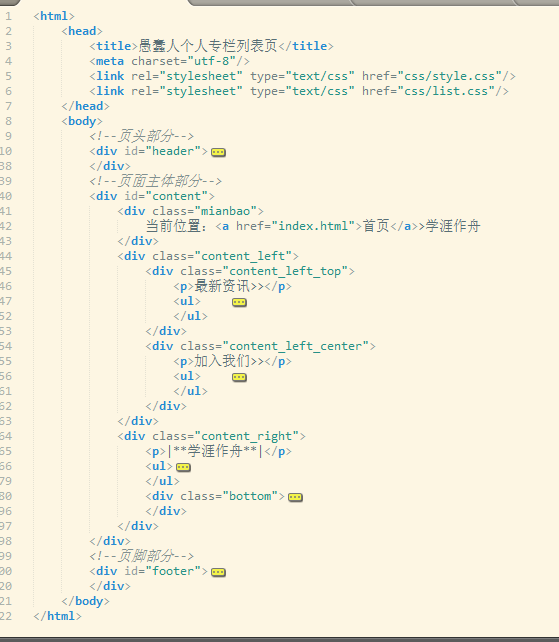 1 <html>
2 <head>
3 <title>愚蠢人个人专栏列表页</title>
4 <meta charset="utf-8"/>
5 <link rel="stylesheet" type="text/css" href="css/style.css"/>
6 <link rel="stylesheet" type="text/css" href="css/list.css"/>
7 </head>
8 <body>
9 <!--页头部分-->
10 <div id="header">
38 </div>
39 <!--页面主体部分-->
40 <div id="content">
41 <div class="mianbao">
42 当前位置：<a href="index.html">首页</a>>学涯作舟
43 </div>
44 <div class="content_left">
45 <div class="content_left_top">
46 <p>最新资讯>></p>
47 <ul>
52 </ul>
53 </div>
54 <div class="content_left_center">
55 <p>加入我们>></p>
56 <ul>
61 </ul>
62 </div>
63 </div>
64 <div class="content_right">
65 <p>|**学涯作舟**|</p>
66 <ul>
79 </ul>
80 <div class="bottom">
96 </div>
97 </div>
98 </div>
99 <!--页脚部分-->
00 <div id="footer">
20 </div>
21 </body>
22 </html>